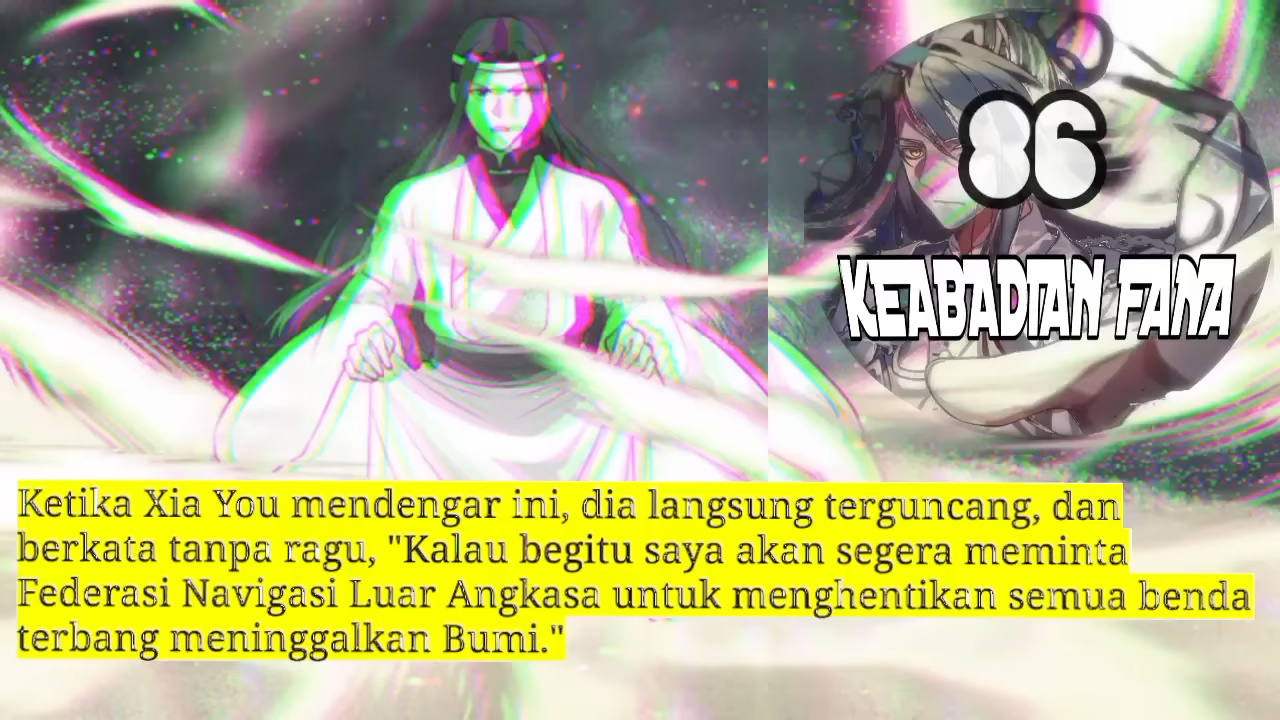 86
KEABADIAN FANA
Ketika Xia You mendengar ini, dia langsung terguncang, dan
berkata tanpa ragu, "Kalau begitu saya akan segera meminta
Federasi Navigasi Luar Angkasa untuk menghentikan semua benda
terbang meninggalkan Bumi."